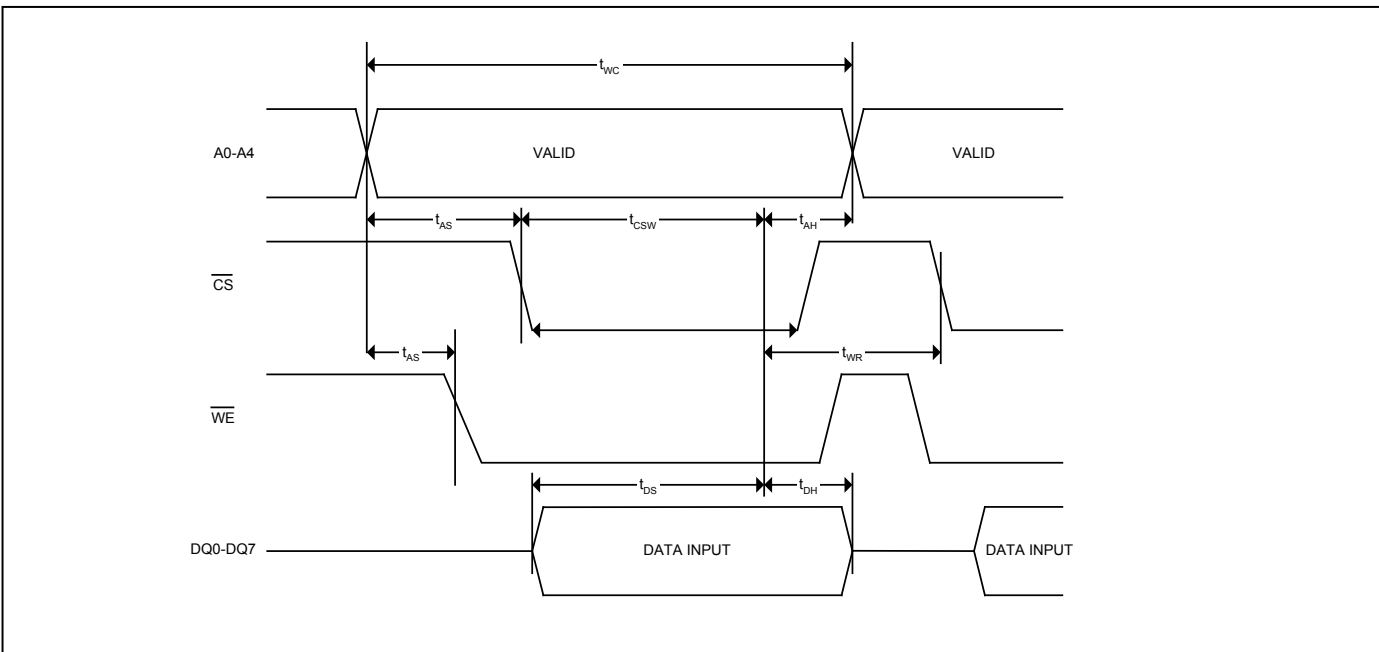 tWC
A0-A4 VALID VALID
tAS tCSW tAH
CS
tAS tWR
WE
tDS tDH
DQ0-DQ7 DATA INPUT DATA INPUT